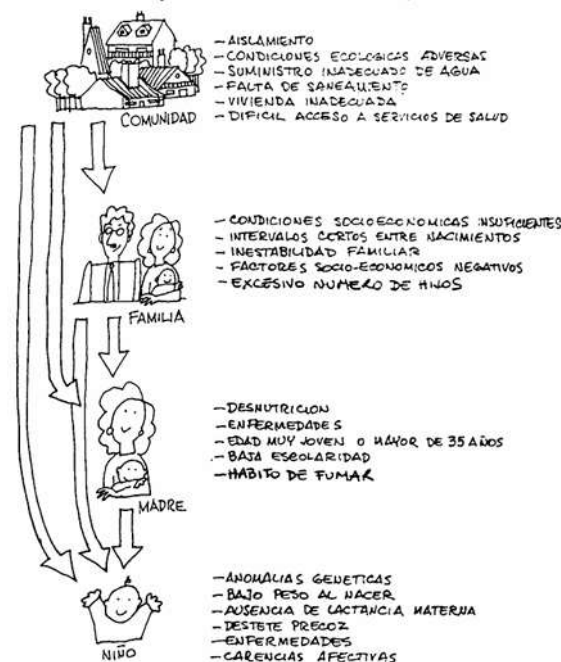 - AISLAMIENTO
- CONDICIONES ECOLOGICAS ADVERSAS
- SUMINISTRO INADECUADO DE AGUA
- FALTA DE SANEAMIENTO
- VIVIENDA INADECUADA
- DIFICIL ACCESO A SERVICIOS DE SALUD
COMUNIDAD
- CONDICIONES SOCIOECONOMICAS INSUFICIENTES
- INTERVALOS CORTOS ENTRE NACIMIENTOS
- INESTABILIDAD FAMILIAR
- FACTORES SOCIO-ECONOMICOS NEGATIVOS
- EXCESIVO NUMERO DE HIJOS
FAMILIA
- DESNUTRICION
- ENFERMEDADES
- EDAD MUY JOVEN O MAYOR DE 35 AÑOS
- BAJA ESCOLARIDAD
- HABITO DE FUMAR
MADRE
- ANOMALIAS GENETICAS
- BAJO PESO AL NACER
- AUSENCIA DE LACTANCIA MATERNA
- DESTETE PRECOZ
- ENFERMEDADES
- CARENCIAS AFECTIVAS
NIÑO